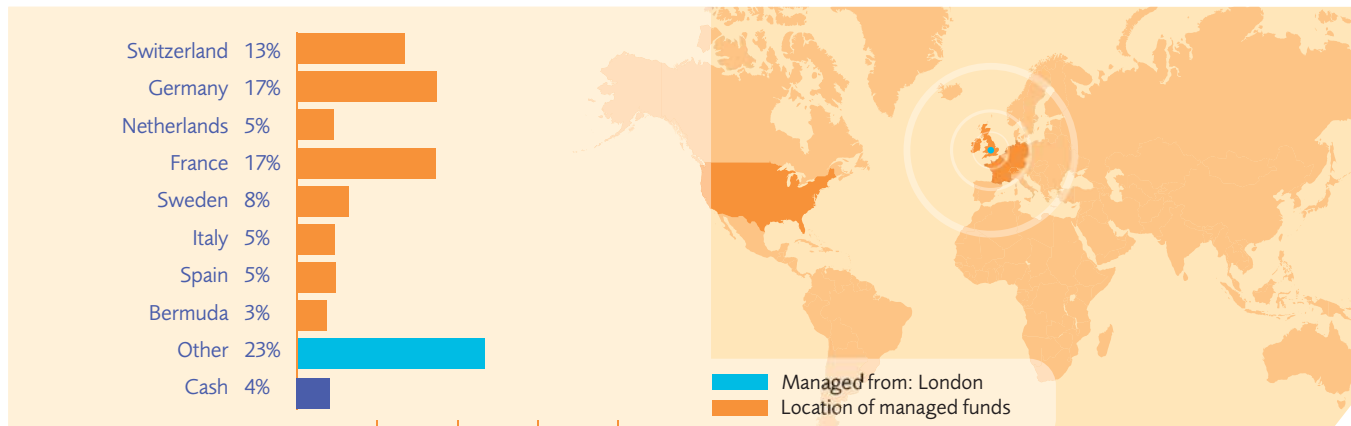 Switzerland 13%
Germany 17%
Netherlands 5%
France 17%
Sweden 8%
Italy 5%
Spain 5%
Bermuda 3%
Other 23%
Cash 4%
Managed from: London
Location of managed funds